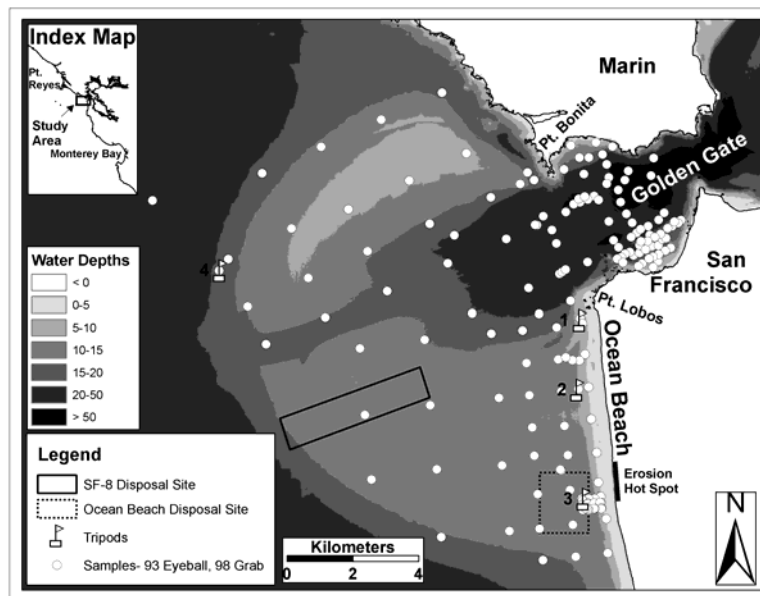 Index Map
Pt.
Reyes
Study
Area
Monterey Bay
Marin
Pt. Bonita
Golden Gate
San
Francisco
Pt. Lobos
Ocean Beach
Erosion
Hot Spot
1
2
3
4
Water Depths
< 0
0-5
5-10
10-15
15-20
20-50
> 50
Legend
SF-8 Disposal Site
Ocean Beach Disposal Site
Tripods
Samples- 93 Eyeball, 98 Grab
Kilometers
0 2 4
N